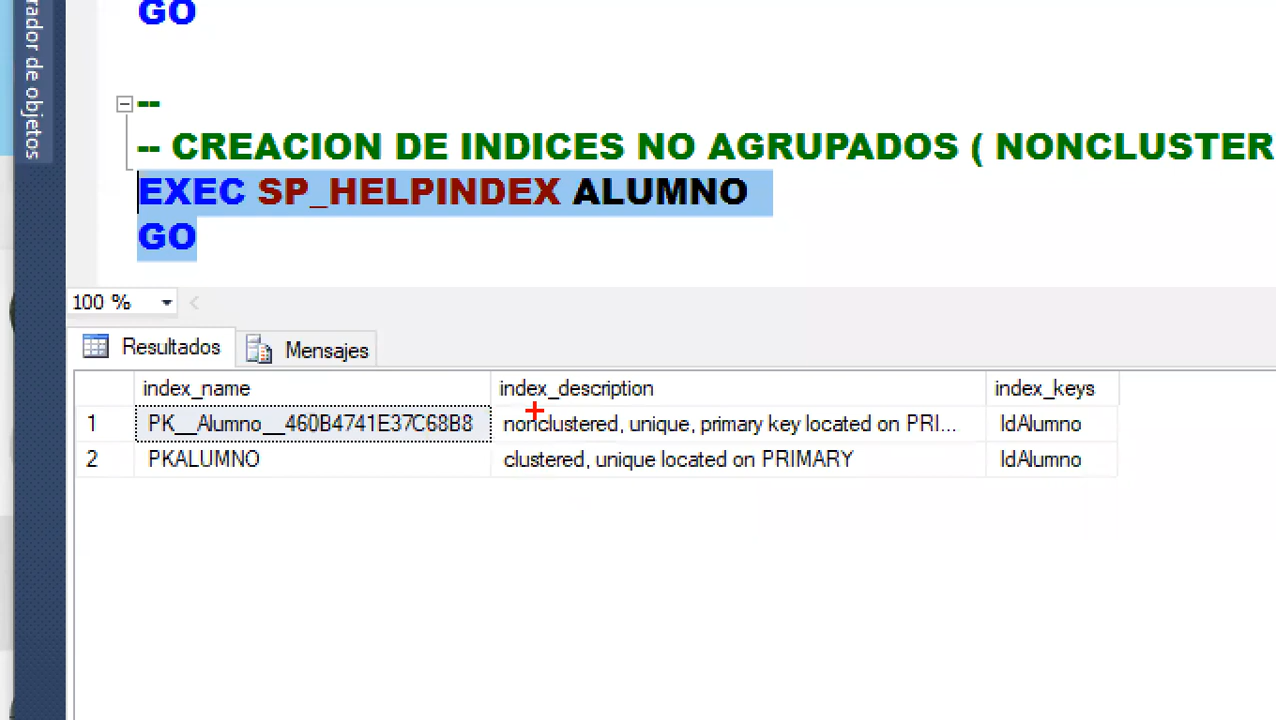 rador de objetos
GO
--
-- CREACION DE INDICES NO AGRUPADOS ( NONCLUSTER
EXEC SP_HELPINDEX ALUMNO
GO
100 %
Resultados Mensajes
index_name index_description index_keys
1 PK__Alumno__460B4741E37C68B8 nonclustered, unique, primary key located on PRI... IdAlumno
2 PKALUMNO clustered, unique located on PRIMARY IdAlumno